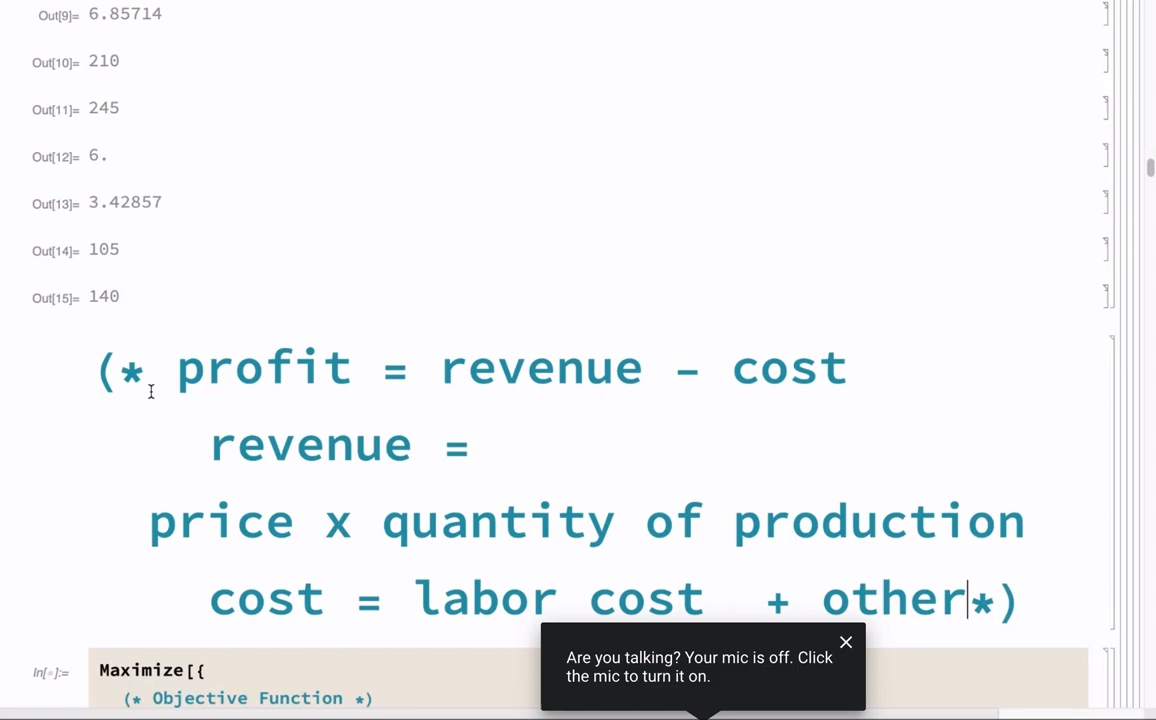 Out[9]= 6.85714
Out[10]= 210
Out[11]= 245
Out[12]= 6.
Out[13]= 3.42857
Out[14]= 105
Out[15]= 140
(* profit = revenue - cost
revenue =
price x quantity of production
cost = labor cost + other*)
In[ ]:= Maximize[{
(* Objective Function *)
Are you talking? Your mic is off. Click
the mic to turn it on.